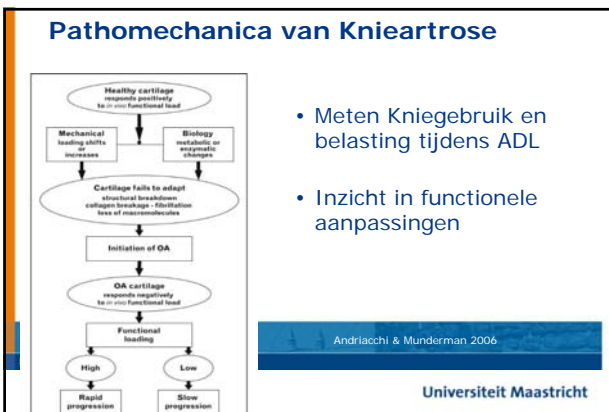 Pathomechanica van Knieartrose
Healthy cartilage
responds positively
to in vivo functional load
Mechanical
loading shifts
or
increases
Biology
metabolic or
enzymatic
changes
Cartilage fails to adapt
structural breakdown
collagen breakage - fibrillation
loss of macromolecules
Initiation of OA
OA cartilage
responds negatively
to in vivo functional load
Functional
loading
High
Low
Rapid
progression
Slow
progression
• Meten Kniegebruik en
belasting tijdens ADL
• Inzicht in functionele
aanpassingen
Andriacchi & Munderman 2006
Universiteit Maastricht